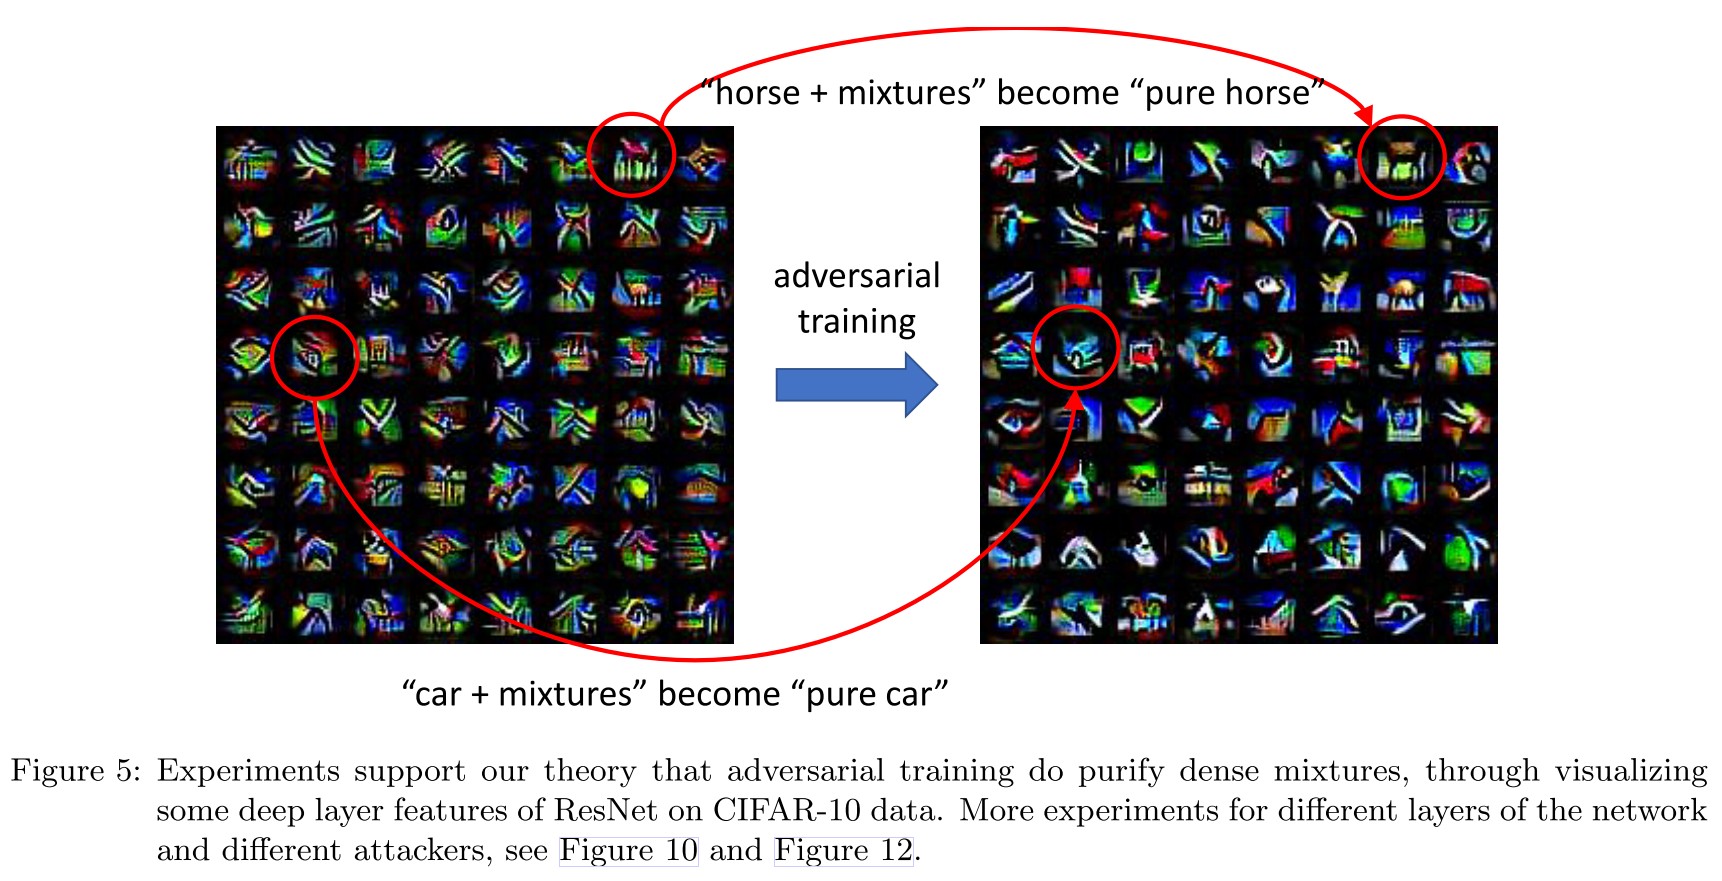 “horse + mixtures” become “pure horse”
adversarial
training
“car + mixtures” become “pure car”
Figure 5: Experiments support our theory that adversarial training do purify dense mixtures, through visualizing
some deep layer features of ResNet on CIFAR-10 data. More experiments for different layers of the network
and different attackers, see Figure 10 and Figure 12.